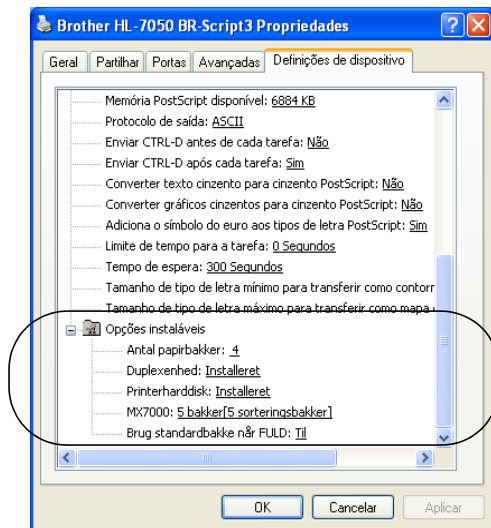 Brother HL-7050 BR-Script3 Propriedades
Geral Partilhar Portas Avançadas Definições de dispositivo
Memória PostScript disponível: 6884 KB
Protocolo de saída: ASCII
Enviar CTRL-D antes de cada tarefa: Não
Enviar CTRL-D após cada tarefa: Sim
Converter texto cinzento para cinzento PostScript: Não
Converter gráficos cinzentos para cinzento PostScript: Não
Adiciona o símbolo do euro aos tipos de letra PostScript: Sim
Limite de tempo para a tarefa: 0 Segundos
Tempo de espera: 300 Segundos
Tamanho de tipo de letra mínimo para transferir como contorr
Tamanho de tipo de letra máximo para transferir como mapa
Opções instaláveis
Antal papirbakker: 4
Duplexenhed: Installeret
Printerharddisk: Installeret
MX7000: 5 bakker[5 sorteringsbakker]
Brug standardbakke når FULD: Til
OK Cancelar Aplicar